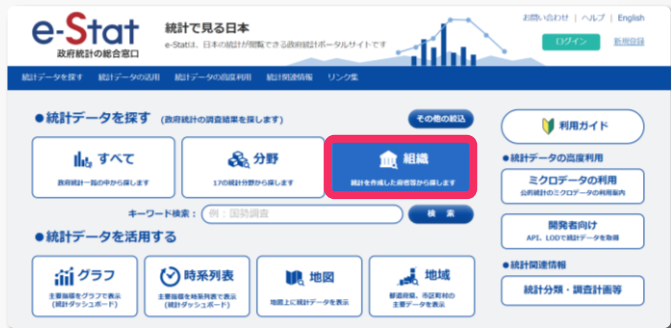 e-Stat
政府統計の総合窓口
統計で見る日本
e-Statは、日本の統計が閲覧できる政府統計ポータルサイトです
お問い合わせ | ヘルプ | English
ログイン
新規登録
統計データを探す 統計データの活用 統計データの高度利用 統計関連情報 リンク集
●統計データを探す (政府統計の調査結果を探します)
その他の絞込
すべて
政府統計一覧の中から探します
分野
17の統計分野から探します
組織
統計を作成した府省等から探します
キーワード検索：
例：国勢調査
検索
●統計データを活用する
グラフ
主要指標をグラフで表示
(統計ダッシュボード)
時系列表
主要指標を時系列表で表示
(統計ダッシュボード)
地図
地図上に統計データを表示
地域
都道府県、市区町村の
主要データを表示
利用ガイド
●統計データの高度利用
ミクロデータの利用
公的統計のミクロデータの利用案内
開発者向け
API、LODで統計データを取得
●統計関連情報
統計分類・調査計画等